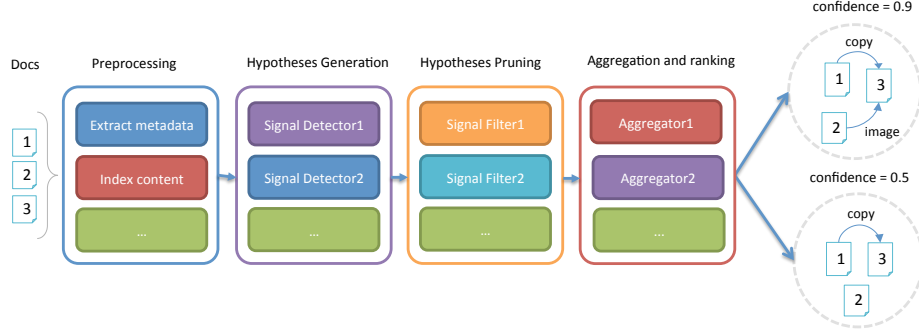 Docs
1
2
3
Preprocessing
Extract metadata
Index content
...
Hypotheses Generation
Signal Detector1
Signal Detector2
...
Hypotheses Pruning
Signal Filter1
Signal Filter2
...
Aggregation and ranking
Aggregator1
Aggregator2
...
confidence = 0.9
copy
1
3
2
image
confidence = 0.5
copy
1
3
2